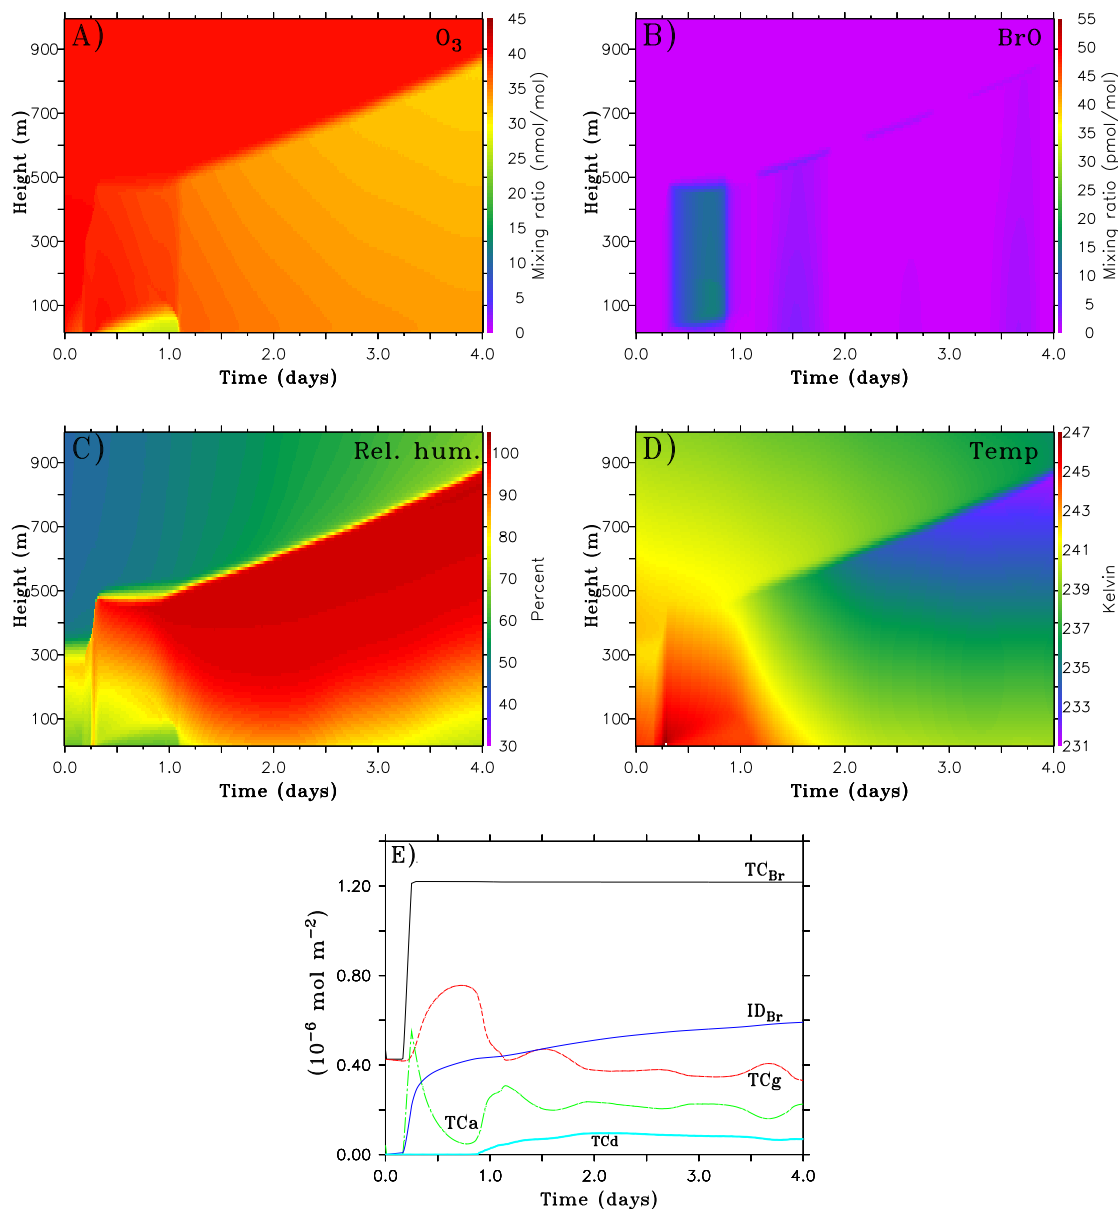 A)
O3
Height (m)
900
700
500
300
100
0.0 1.0 2.0 3.0 4.0
Time (days)
45
40
35
30
25
20
15
10
5
0
Mixing ratio (nmol/mol)
B)
BrO
Height (m)
900
700
500
300
100
0.0 1.0 2.0 3.0 4.0
Time (days)
55
50
45
40
35
30
25
20
15
10
5
0
Mixing ratio (pmol/mol)
C)
Rel. hum.
Height (m)
900
700
500
300
100
0.0 1.0 2.0 3.0 4.0
Time (days)
100
90
80
70
60
50
40
30
Percent
D)
Temp
Height (m)
900
700
500
300
100
0.0 1.0 2.0 3.0 4.0
Time (days)
247
245
243
241
239
237
235
233
231
Kelvin
E)
(10−6 mol m−2)
1.20
0.80
0.40
0.00
TCBr
IDBr
TCg
TCa
TCd
0.0 1.0 2.0 3.0 4.0
Time (days)